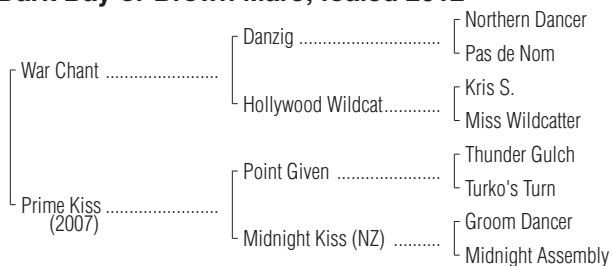 Dark Bay or Brown Mare; foaled 2012
Northern Dancer
Danzig ..............................
Pas de Nom
War Chant ........................
Kris S.
Hollywood Wildcat............
Miss Wildcatter
Thunder Gulch
Point Given ......................
Turko's Turn
Prime Kiss ........................
(2007)
Groom Dancer
Midnight Kiss (NZ) ..........
Midnight Assembly